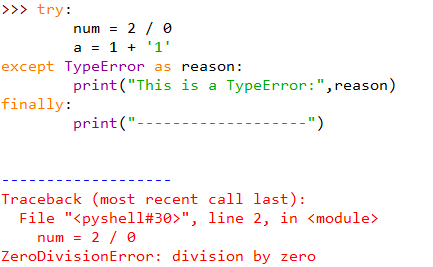 >>> try:
        num = 2 / 0
        a = 1 + '1'
except TypeError as reason:
        print("This is a TypeError:",reason)
finally:
        print("-------------------")
-------------------
Traceback (most recent call last):
  File "<pyshell#30>", line 2, in <module>
    num = 2 / 0
ZeroDivisionError: division by zero